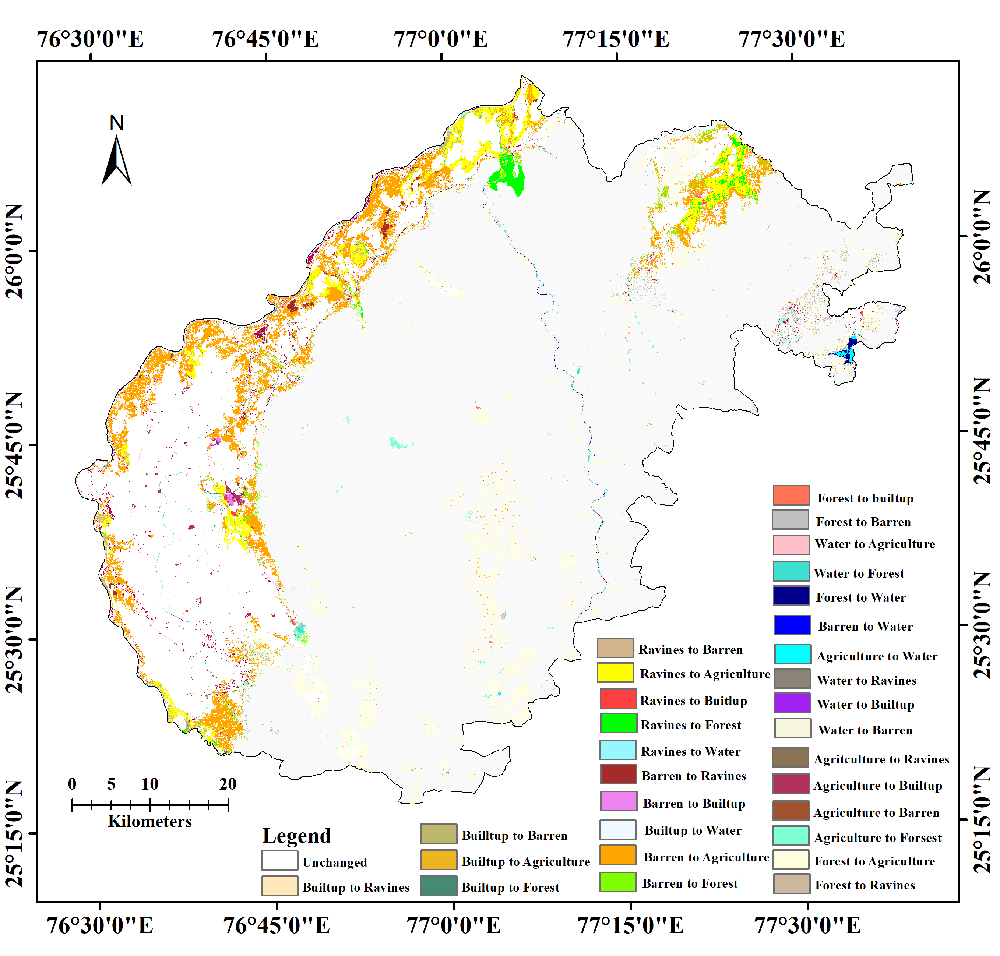 76°30'0"E 76°45'0"E 77°0'0"E 77°15'0"E 77°30'0"E
N
26°0'0"N
26°0'0"N
25°45'0"N
25°45'0"N
25°30'0"N
25°30'0"N
25°15'0"N
25°15'0"N
0 5 10 20
Kilometers
Legend
Unchanged
Builtup to Ravines
Builltup to Barren
Builtup to Agriculture
Builtup to Forest
Ravines to Barren
Ravines to Agriculture
Ravines to Buitlup
Ravines to Forest
Ravines to Water
Barren to Ravines
Barren to Builtup
Builtup to Water
Barren to Agriculture
Barren to Forest
Forest to builtup
Forest to Barren
Water to Agriculture
Water to Forest
Forest to Water
Barren to Water
Agriculture to Water
Water to Ravines
Water to Builtup
Water to Barren
Agritculture to Ravines
Agriculture to Builtup
Agriculture to Barren
Agriculture to Forsest
Forest to Agriculture
Forest to Ravines
76°30'0"E 76°45'0"E 77°0'0"E 77°15'0"E 77°30'0"E